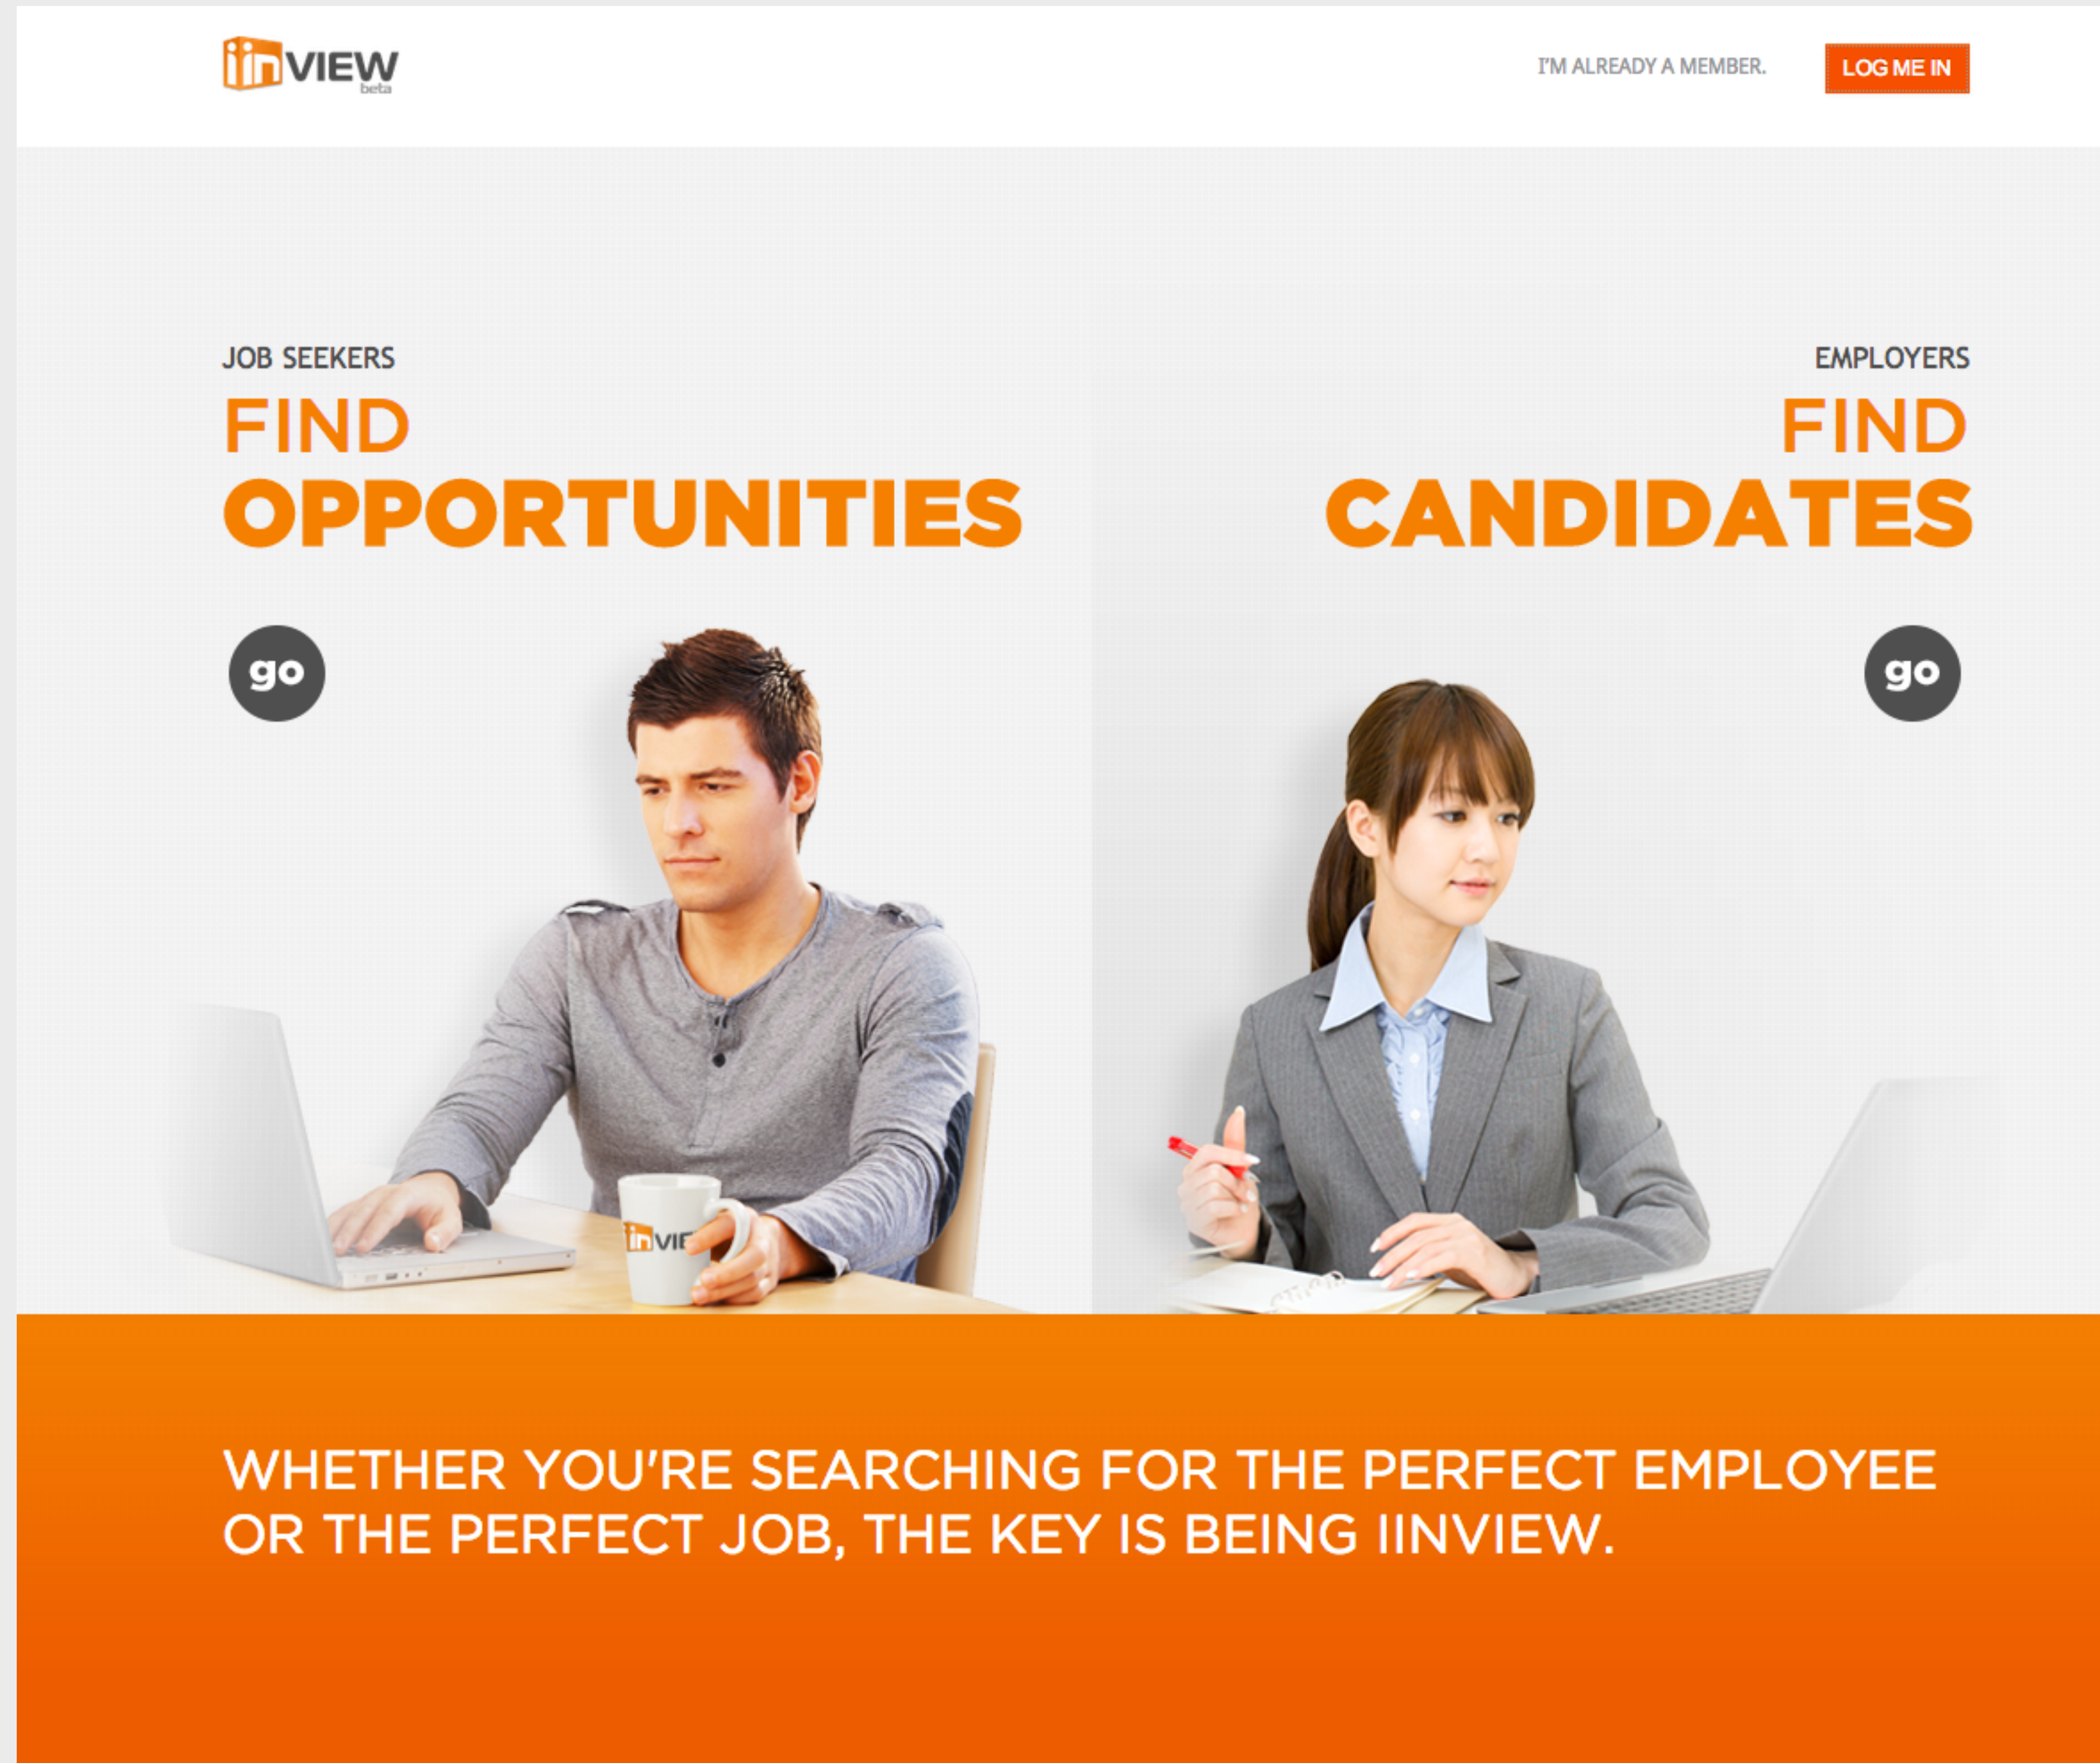 iinVIEW
beta
I'M ALREADY A MEMBER.
LOG ME IN
JOB SEEKERS
FIND
OPPORTUNITIES
go
EMPLOYERS
FIND
CANDIDATES
go
inVIE
WHETHER YOU'RE SEARCHING FOR THE PERFECT EMPLOYEE
OR THE PERFECT JOB, THE KEY IS BEING IINVIEW.